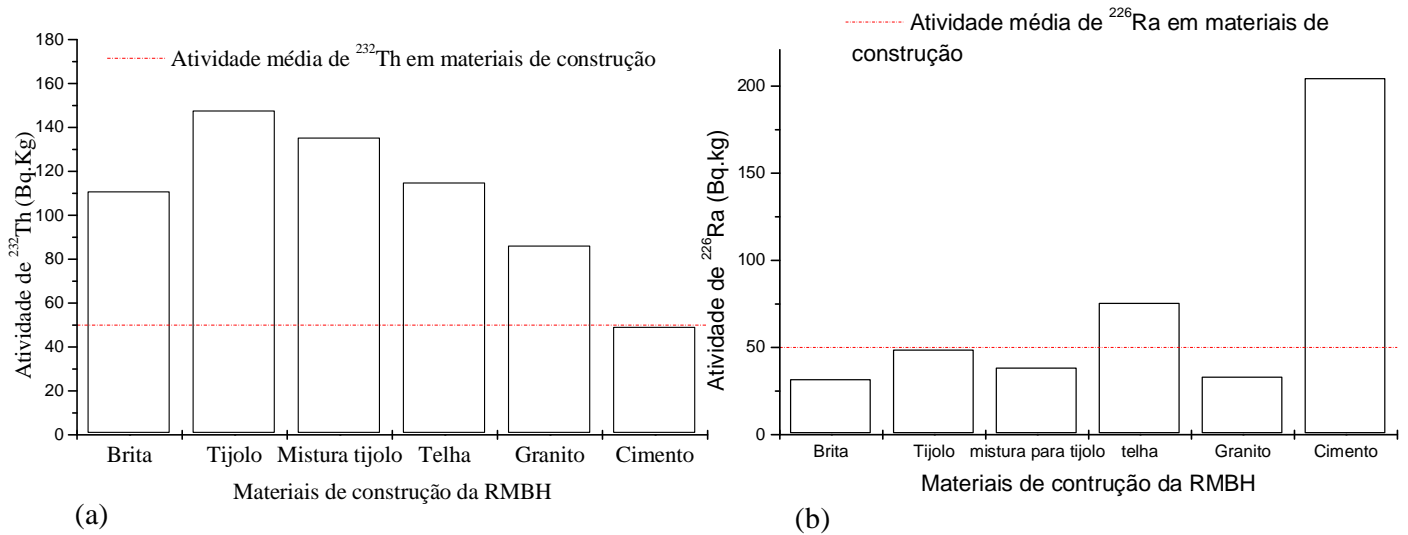 Atividade média de ²³²Th em materiais de construção
180
160
140
120
100
80
60
40
20
0
Atividade de ²³²Th (Bq.Kg)
Brita Tijolo Mistura tijolo Telha Granito Cimento
Materiais de construção da RMBH
(a)
Atividade média de ²²⁶Ra em materiais de
construção
200
150
100
50
0
Atividade de ²²⁶Ra (Bq.kg)
Brita Tijolo mistura para tijolo telha Granito Cimento
Materiais de contrução da RMBH
(b)